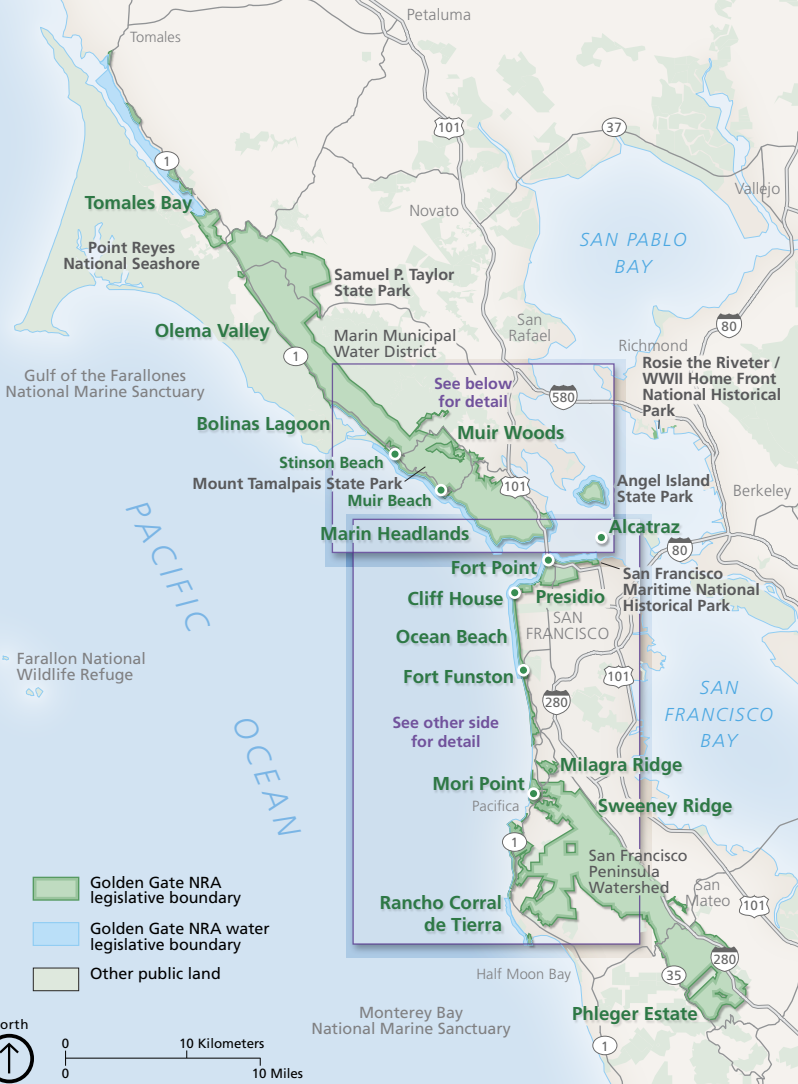 Petaluma
Tomales
101
37
1
Vallejo
Tomales Bay
Novato
Point Reyes
National Seashore
SAN PABLO
BAY
Samuel P. Taylor
State Park
San
Rafael
80
Olema Valley
Marin Municipal
Water District
Richmond
1
Rosie the Riveter /
WWII Home Front
National Historical
Park
Gulf of the Farallones
National Marine Sanctuary
See below
for detail
580
Bolinas Lagoon
Muir Woods
Stinson Beach
Mount Tamalpais State Park
101
Angel Island
State Park
Berkeley
Muir Beach
PACIFIC
OCEAN
Marin Headlands
Alcatraz
80
Fort Point
San Francisco
Maritime National
Historical Park
Cliff House
Presidio
SAN
FRANCISCO
Ocean Beach
Farallon National
Wildlife Refuge
Fort Funston
101
280
SAN
FRANCISCO
BAY
See other side
for detail
Milagra Ridge
Mori Point
Pacifica
Sweeney Ridge
1
San Francisco
Peninsula
Watershed
San
Mateo
101
Rancho Corral
de Tierra
Golden Gate NRA
legislative boundary
Golden Gate NRA water
legislative boundary
Other public land
280
35
Half Moon Bay
Phleger Estate
Monterey Bay
National Marine Sanctuary
1
orth
0
10 Kilometers
0
10 Miles